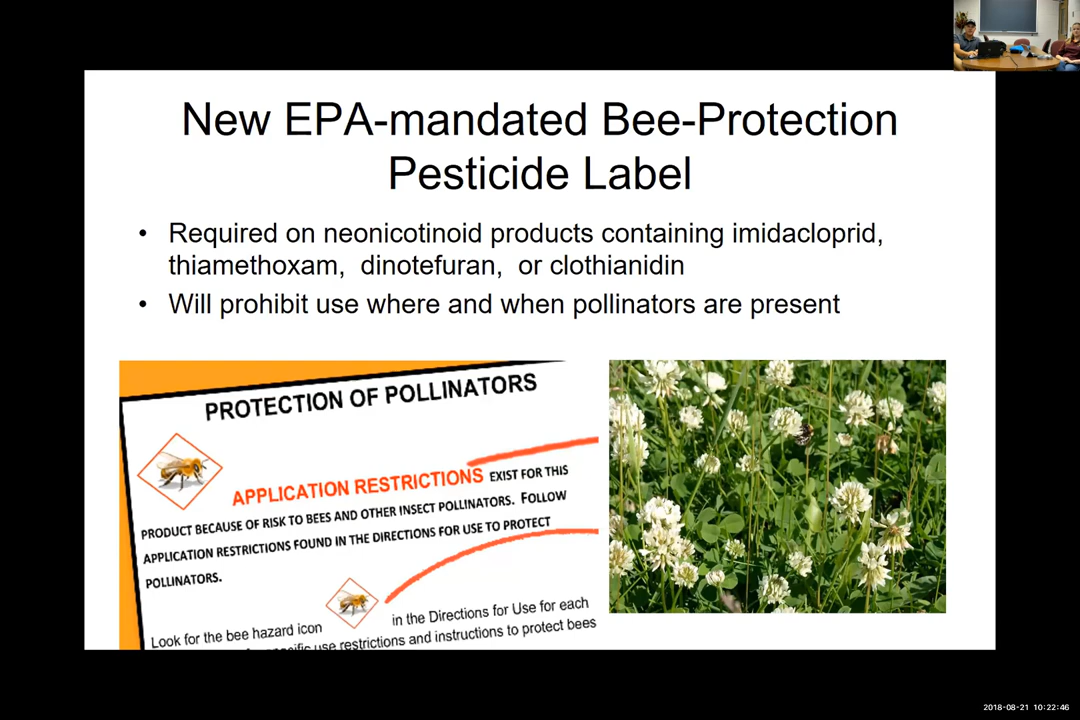 New EPA-mandated Bee-Protection
Pesticide Label
• Required on neonicotinoid products containing imidacloprid,
thiamethoxam, dinotefuran, or clothianidin
• Will prohibit use where and when pollinators are present
PROTECTION OF POLLINATORS
APPLICATION RESTRICTIONS EXIST FOR THIS
PRODUCT BECAUSE OF RISK TO BEES AND OTHER INSECT POLLINATORS. FOLLOW
APPLICATION RESTRICTIONS FOUND IN THE DIRECTIONS FOR USE TO PROTECT
POLLINATORS.
Look for the bee hazard icon in the Directions for Use for each
use restrictions and instructions to protect bees
2018-08-21 10:22:46